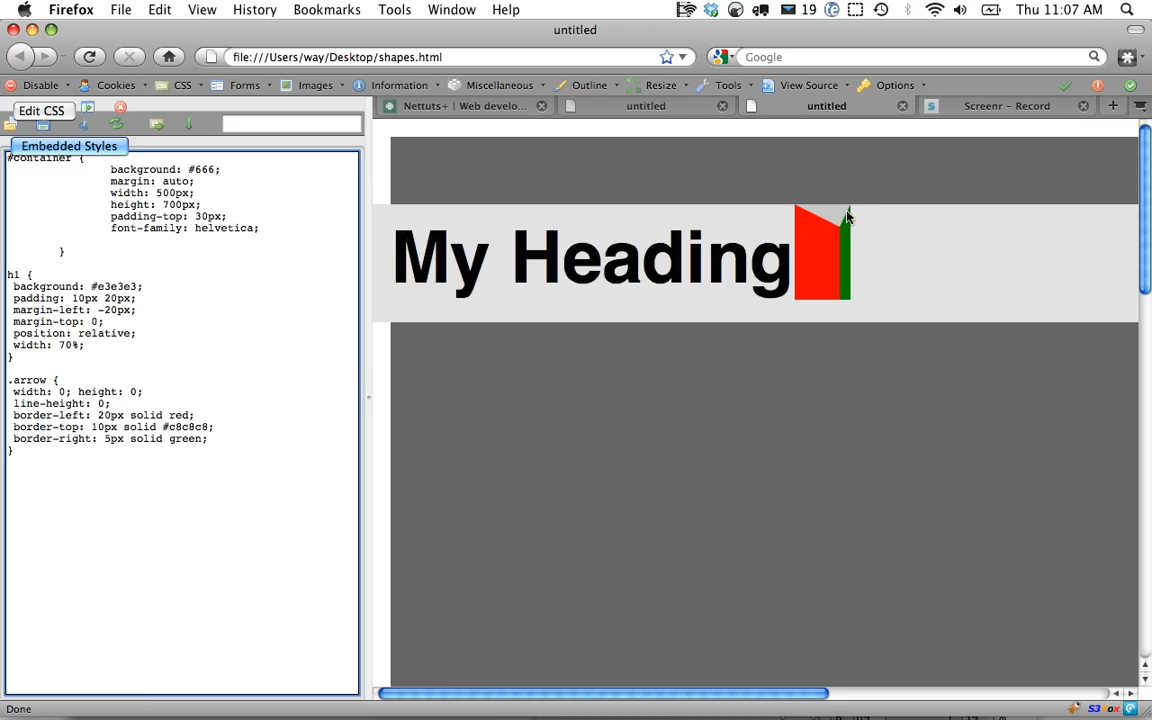 Firefox File Edit View History Bookmarks Tools Window Help 19 Thu 11:07 AM
untitled
file:///Users/way/Desktop/shapes.html Google
Disable Cookies CSS Forms Images Information Miscellaneous Outline Resize Tools View Source Options
Edit CSS Nettuts+ | Web develo... untitled untitled Screenr - Record
Embedded Styles
#container {
background: #666;
margin: auto;
width: 500px;
height: 700px;
padding-top: 30px;
font-family: helvetica;
}
h1 {
background: #e3e3e3;
padding: 10px 20px;
margin-left: -20px;
margin-top: 0;
position: relative;
width: 70%;
}
.arrow {
width: 0; height: 0;
line-height: 0;
border-left: 20px solid red;
border-top: 10px solid #c8c8c8;
border-right: 5px solid green;
}
My Heading
Done S3Fox